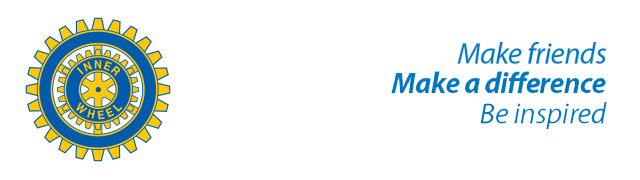 INNER
WHEEL
Make friends
Make a difference
Be inspired